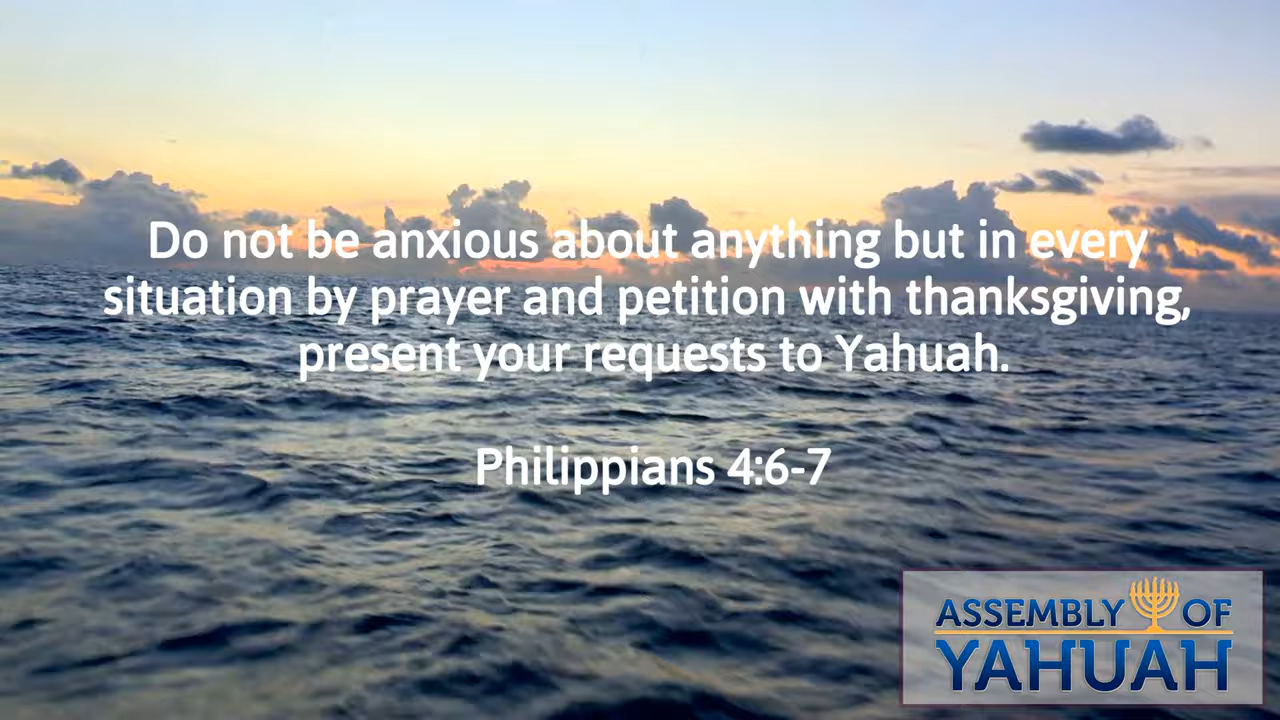 Do not be anxious about anything but in every
situation by prayer and petition with thanksgiving,
present your requests to Yahuah.
Philippians 4:6-7
ASSEMBLY OF
YAHUAH